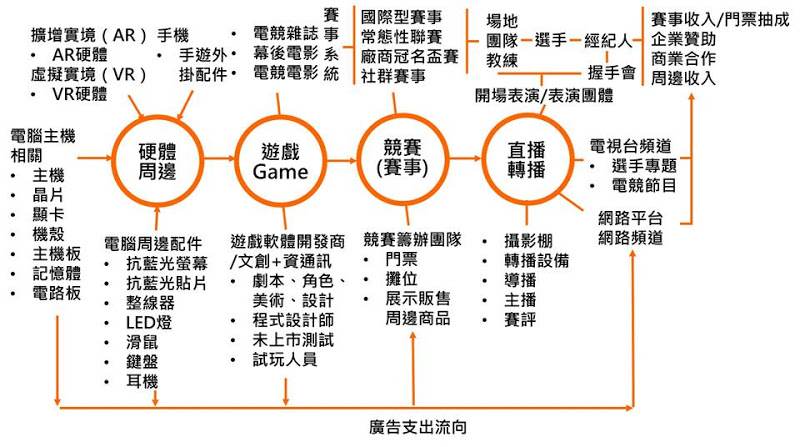 擴增實境（AR）
• AR硬體
虛擬實境（VR）
• VR硬體
手機
• 手遊外
掛配件
• 電競雜誌
• 幕後電影
• 電競電影
賽
事
系
統
國際型賽事
常態性聯賽
廠商冠名盃賽
社群賽事
場地
團隊
教練
選手
經紀人
握手會
開場表演/表演團體
賽事收入/門票抽成
企業贊助
商業合作
周邊收入
電腦主機
相關
• 主機
• 晶片
• 顯卡
• 機殼
• 主機板
• 記憶體
• 電路板
硬體
周邊
遊戲
Game
競賽
(賽事)
直播
轉播
電視台頻道
• 選手專題
• 電競節目
網路平台
網路頻道
電腦周邊配件
• 抗藍光螢幕
• 抗藍光貼片
• 整線器
• LED燈
• 滑鼠
• 鍵盤
• 耳機
遊戲軟體開發商
/文創+資通訊
• 劇本、角色、
美術、設計
• 程式設計師
• 未上市測試
• 試玩人員
競賽籌辦團隊
• 門票
• 攤位
• 展示販售
周邊商品
• 攝影棚
• 轉播設備
• 導播
• 主播
• 賽評
廣告支出流向